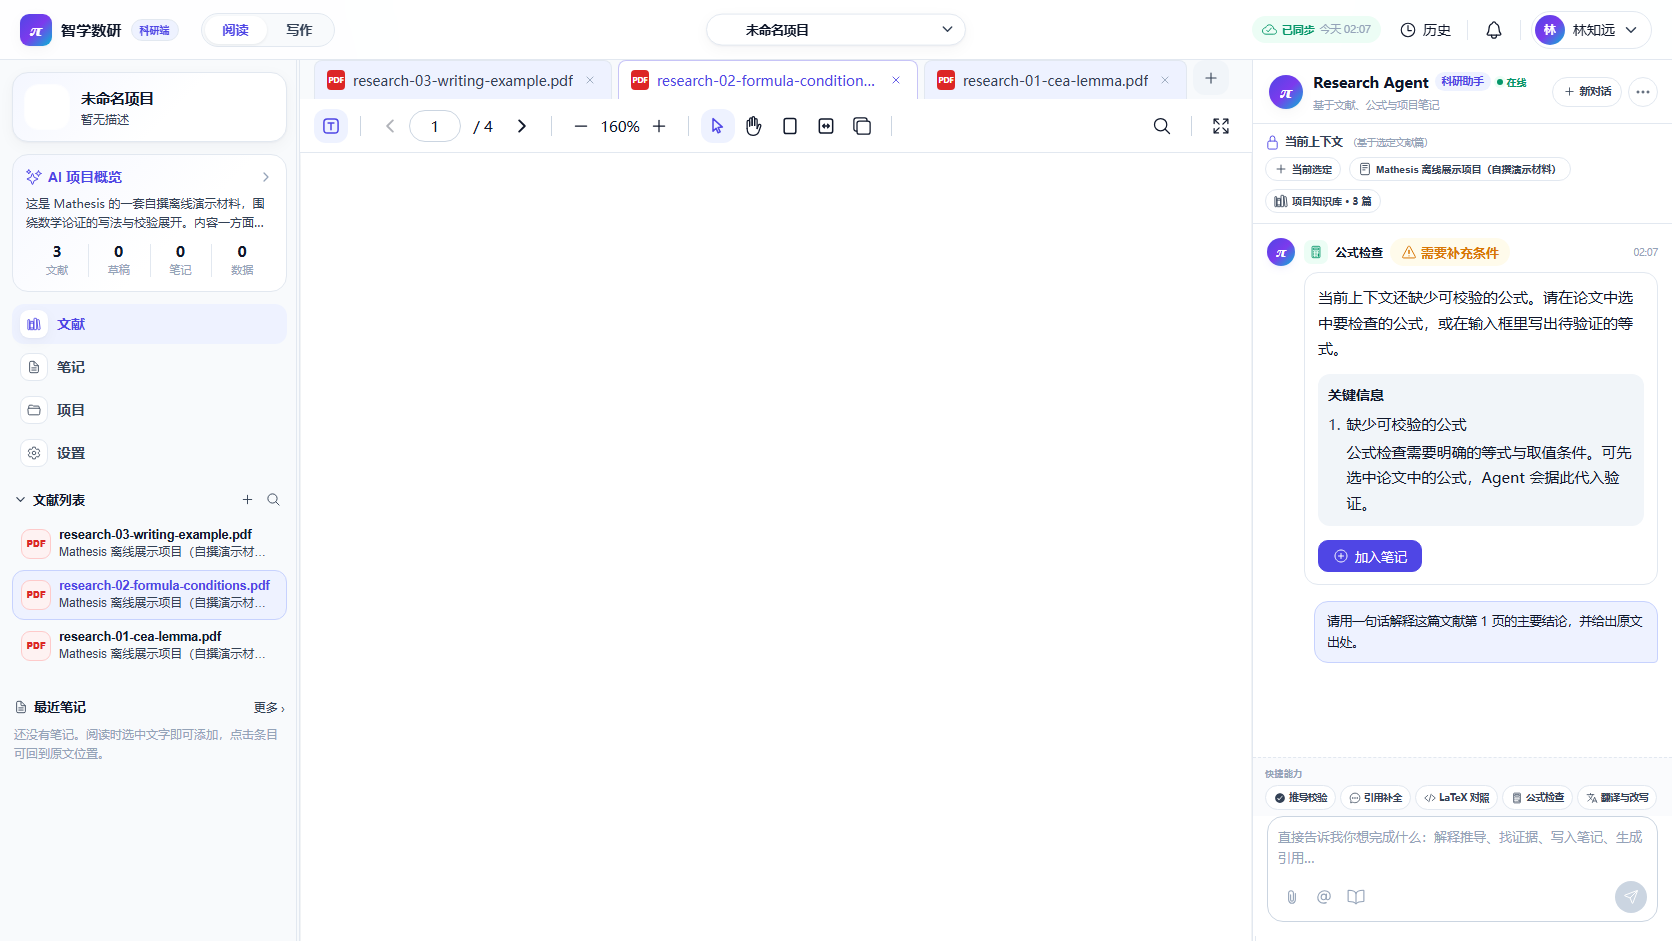 π 智学数研 科研端 阅读 写作
未命名项目
已同步 今天 02:07 历史 林 林知远
未命名项目
暂无描述
AI 项目概览
这是 Mathesis 的一套自撰离线演示材料，围
绕数学论证的写法与校验展开。内容一方面...
3 0 0 0
文献 草稿 笔记 数据
文献
笔记
项目
设置
文献列表
PDF research-03-writing-example.pdf
Mathesis 离线展示项目（自撰演示材...
PDF research-02-formula-conditions.pdf
Mathesis 离线展示项目（自撰演示材...
PDF research-01-cea-lemma.pdf
Mathesis 离线展示项目（自撰演示材...
最近笔记 更多 ›
还没有笔记。阅读时选中文字即可添加，点击条目
可回到原文位置。
PDF research-03-writing-example.pdf × PDF research-02-formula-condition... × PDF research-01-cea-lemma.pdf × +
T 1 / 4 — 160% +
π Research Agent 科研助手 在线
基于文献、公式与项目笔记
+ 新对话 ...
当前上下文 （基于选定文献篇）
+ 当前选定 Mathesis 离线展示项目（自撰演示材料）
项目知识库 • 3 篇
π 公式检查 需要补充条件 02:07
当前上下文还缺少可校验的公式。请在论文中选
中要检查的公式，或在输入框里写出待验证的等
式。
关键信息
1. 缺少可校验的公式
公式检查需要明确的等式与取值条件。可先
选中论文中的公式，Agent 会据此代入验
证。
加入笔记
请用一句话解释这篇文献第 1 页的主要结论，并给出原文
出处。
快捷能力
推导校验 引用补全 </> LaTeX 对照 公式检查 翻译与改写
直接告诉我你想完成什么：解释推导、找证据、写入笔记、生成
引用...
@